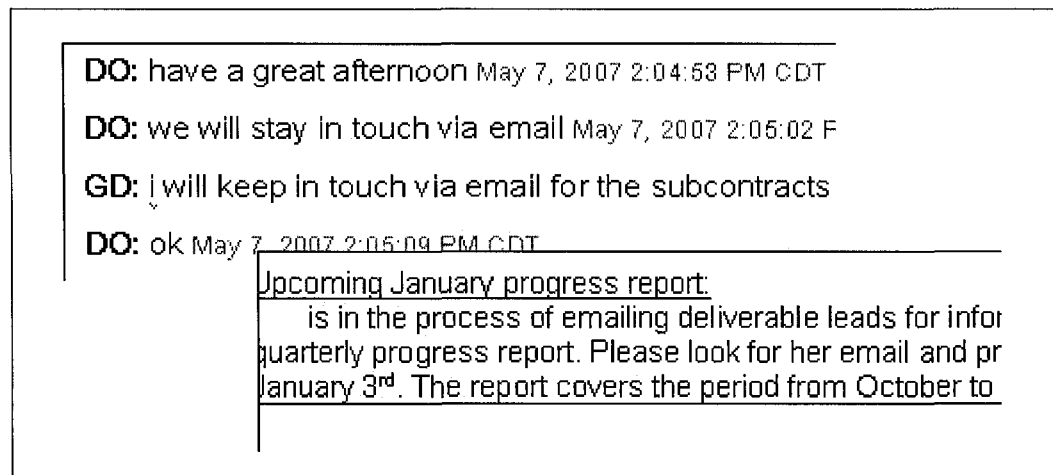 DO: have a great afternoon May 7, 2007 2:04:53 PM CDT
DO: we will stay in touch via email May 7, 2007 2:05:02
GD: i will keep in touch via email for the subcontracts
DO: ok May 7, 2007 2:05:09 PM CDT
Upcoming January progress report:
is in the process of emailing deliverable leads for
quarterly progress report. Please look for her email and
January 3rd. The report covers the period from October to